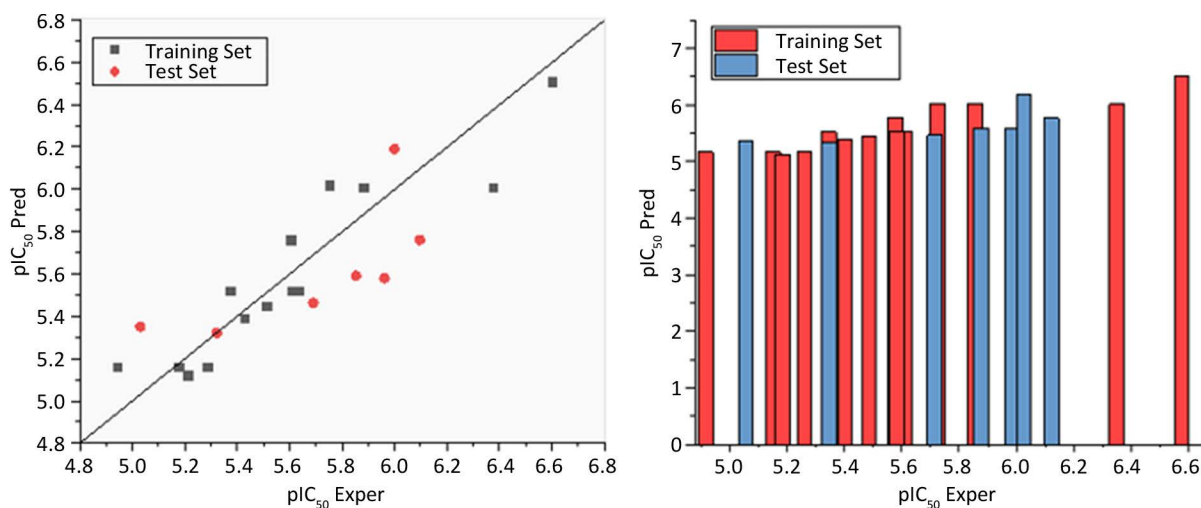 6.8
6.6
6.4
6.2
6.0
5.8
5.6
5.4
5.2
5.0
4.8
pIC50 Pred
Training Set
Test Set
4.8 5.0 5.2 5.4 5.6 5.8 6.0 6.2 6.4 6.6 6.8
pIC50 Exper
7
6
5
4
3
2
1
0
pIC50 Pred
Training Set
Test Set
5.0 5.2 5.4 5.6 5.8 6.0 6.2 6.4 6.6
pIC50 Exper